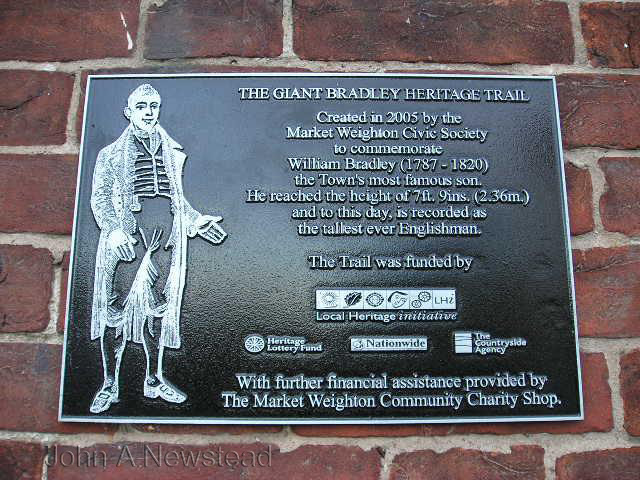 THE GIANT BRADLEY HERITAGE TRAIL
Created in 2005 by the
Market Weighton Civic Society
to commemorate
William Bradley (1787 - 1820)
the Town's most famous son.
He reached the height of 7ft. 9ins. (2.36m.)
and to this day, is recorded as
the tallest ever Englishman.
The Trail was funded by
LHi
Local Heritage initiative
Heritage
Lottery Fund
Nationwide
The
Countryside
Agency
With further financial assistance provided by
The Market Weighton Community Charity Shop.
John A.Newstead